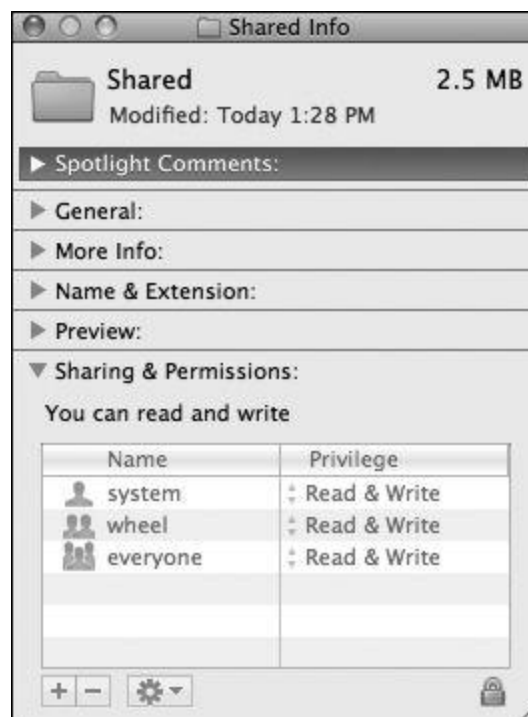 Shared Info
Shared 2.5 MB
Modified: Today 1:28 PM
Spotlight Comments:
General:
More Info:
Name & Extension:
Preview:
Sharing & Permissions:
You can read and write
Name Privilege
system Read & Write
wheel Read & Write
everyone Read & Write